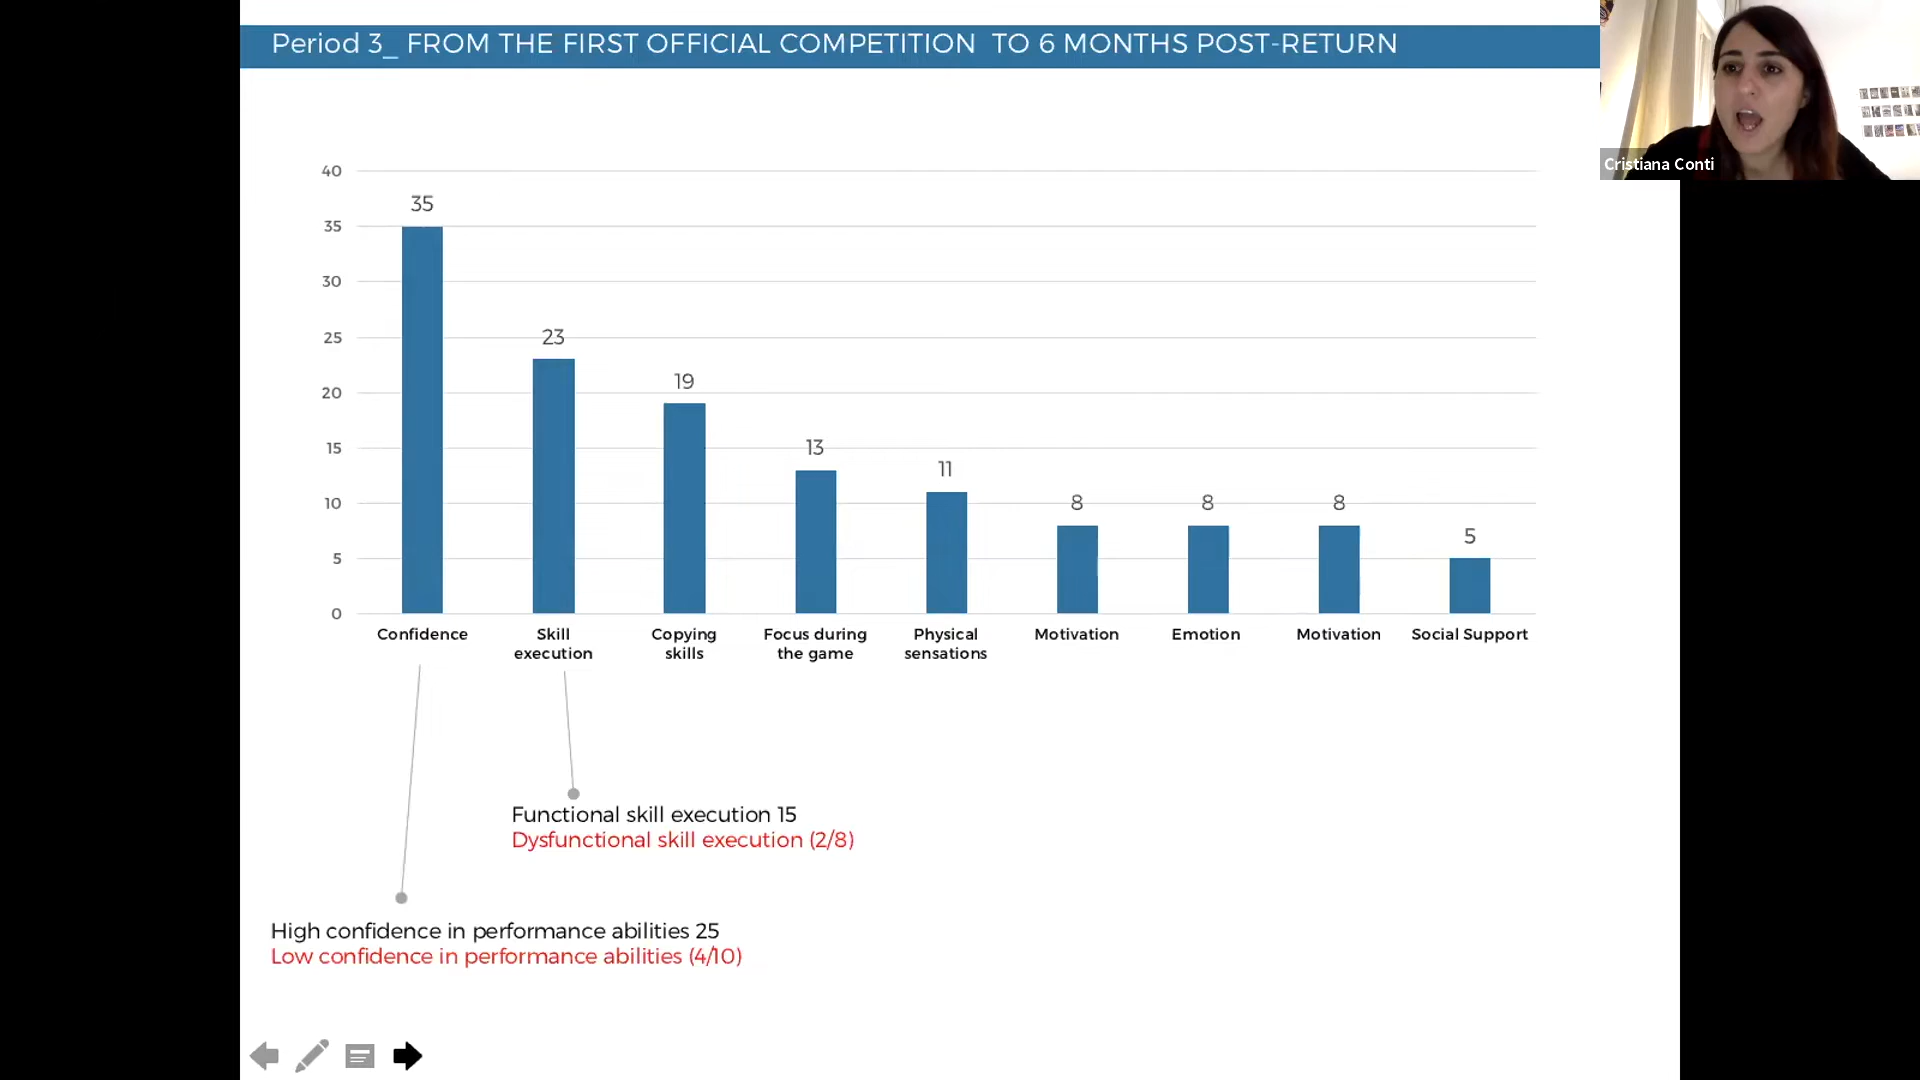 Period 3_ FROM THE FIRST OFFICIAL COMPETITION TO 6 MONTHS POST-RETURN
Cristiana Conti
40
35
30
25
20
15
10
5
0
35
23
19
13
11
8
8
8
5
Confidence
Skill
execution
Copying
skills
Focus during
the game
Physical
sensations
Motivation
Emotion
Motivation
Social Support
Functional skill execution 15
Dysfunctional skill execution (2/8)
High confidence in performance abilities 25
Low confidence in performance abilities (4/10)